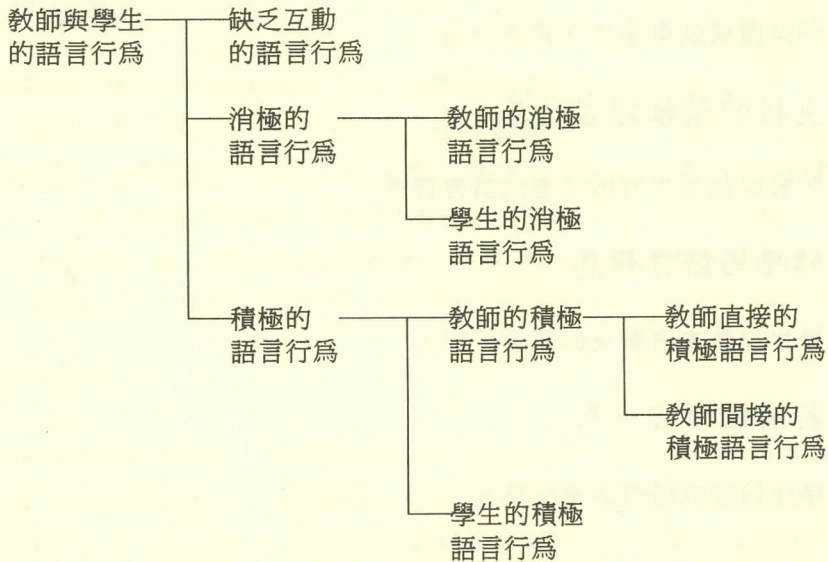 教師與學生
的語言行爲
缺乏互動
的語言行爲
消極的
語言行爲
教師的消極
語言行爲
學生的消極
語言行爲
積極的
語言行爲
教師的積極
語言行爲
教師直接的
積極語言行爲
教師間接的
積極語言行爲
學生的積極
語言行爲